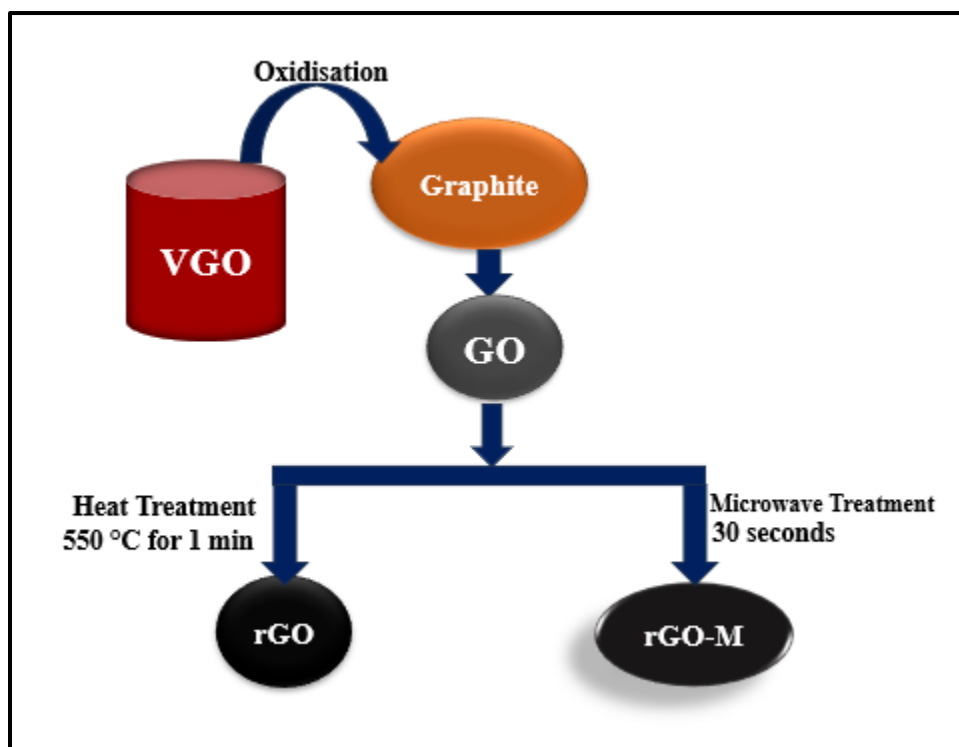 Oxidisation
Graphite
VGO
GO
Heat Treatment
550 °C for 1 min
Microwave Treatment
30 seconds
rGO
rGO-M